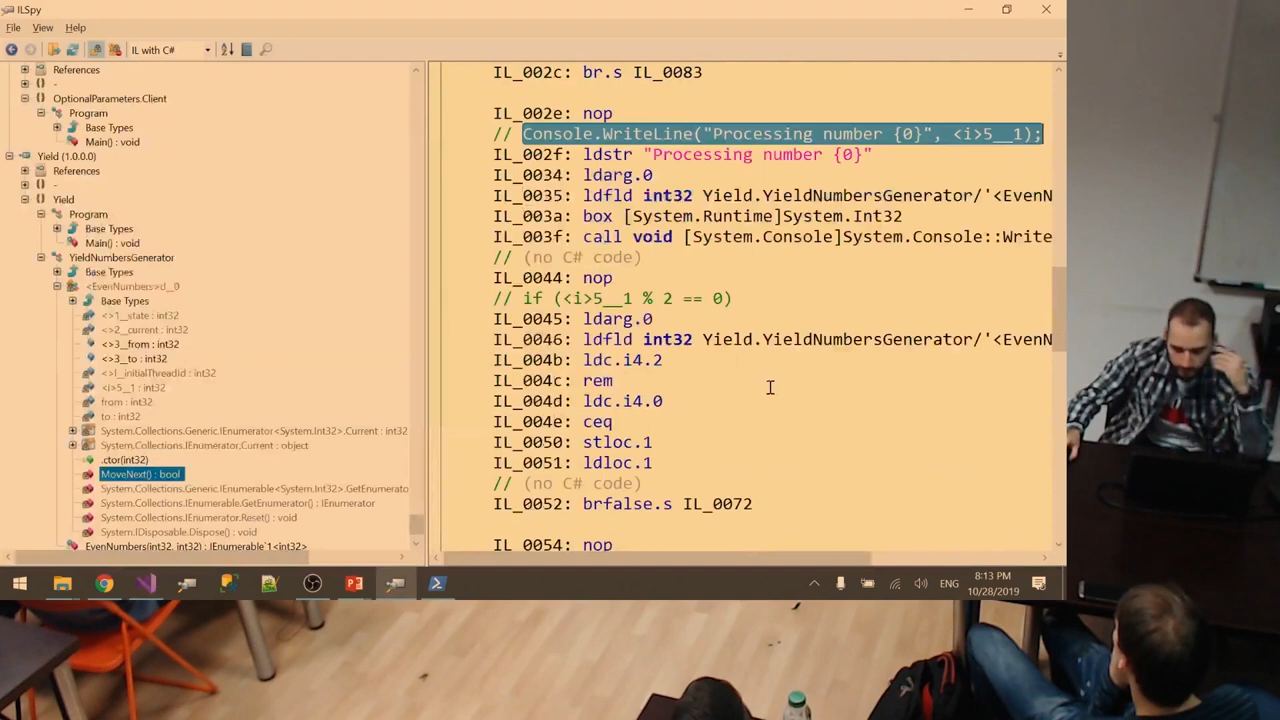 ILSpy
File View Help
IL with C#
References
-
OptionalParameters.Client
Program
Base Types
Main() : void
Yield (1.0.0.0)
References
-
Yield
Program
Base Types
Main() : void
YieldNumbersGenerator
Base Types
<EvenNumbers>d__0
Base Types
<>1__state : int32
<>2__current : int32
<>3__from : int32
<>3__to : int32
<>l__initialThreadId : int32
<i>5__1 : int32
from : int32
to : int32
System.Collections.Generic.IEnumerator<System.Int32>.Current : int32
System.Collections.IEnumerator.Current : object
.ctor(int32)
MoveNext() : bool
System.Collections.Generic.IEnumerable<System.Int32>.GetEnumerato
System.Collections.IEnumerable.GetEnumerator() : IEnumerator
System.Collections.IEnumerator.Reset() : void
System.IDisposable.Dispose() : void
EvenNumbers(int32, int32) : IEnumerable`1<int32>
IL_002c: br.s IL_0083
IL_002e: nop
// Console.WriteLine("Processing number {0}", <i>5__1);
IL_002f: ldstr "Processing number {0}"
IL_0034: ldarg.0
IL_0035: ldfld int32 Yield.YieldNumbersGenerator/'<EvenN
IL_003a: box [System.Runtime]System.Int32
IL_003f: call void [System.Console]System.Console::Write
// (no C# code)
IL_0044: nop
// if (<i>5__1 % 2 == 0)
IL_0045: ldarg.0
IL_0046: ldfld int32 Yield.YieldNumbersGenerator/'<EvenN
IL_004b: ldc.i4.2
IL_004c: rem
IL_004d: ldc.i4.0
IL_004e: ceq
IL_0050: stloc.1
IL_0051: ldloc.1
// (no C# code)
IL_0052: brfalse.s IL_0072
IL_0054: nop
ENG
8:13 PM
10/28/2019